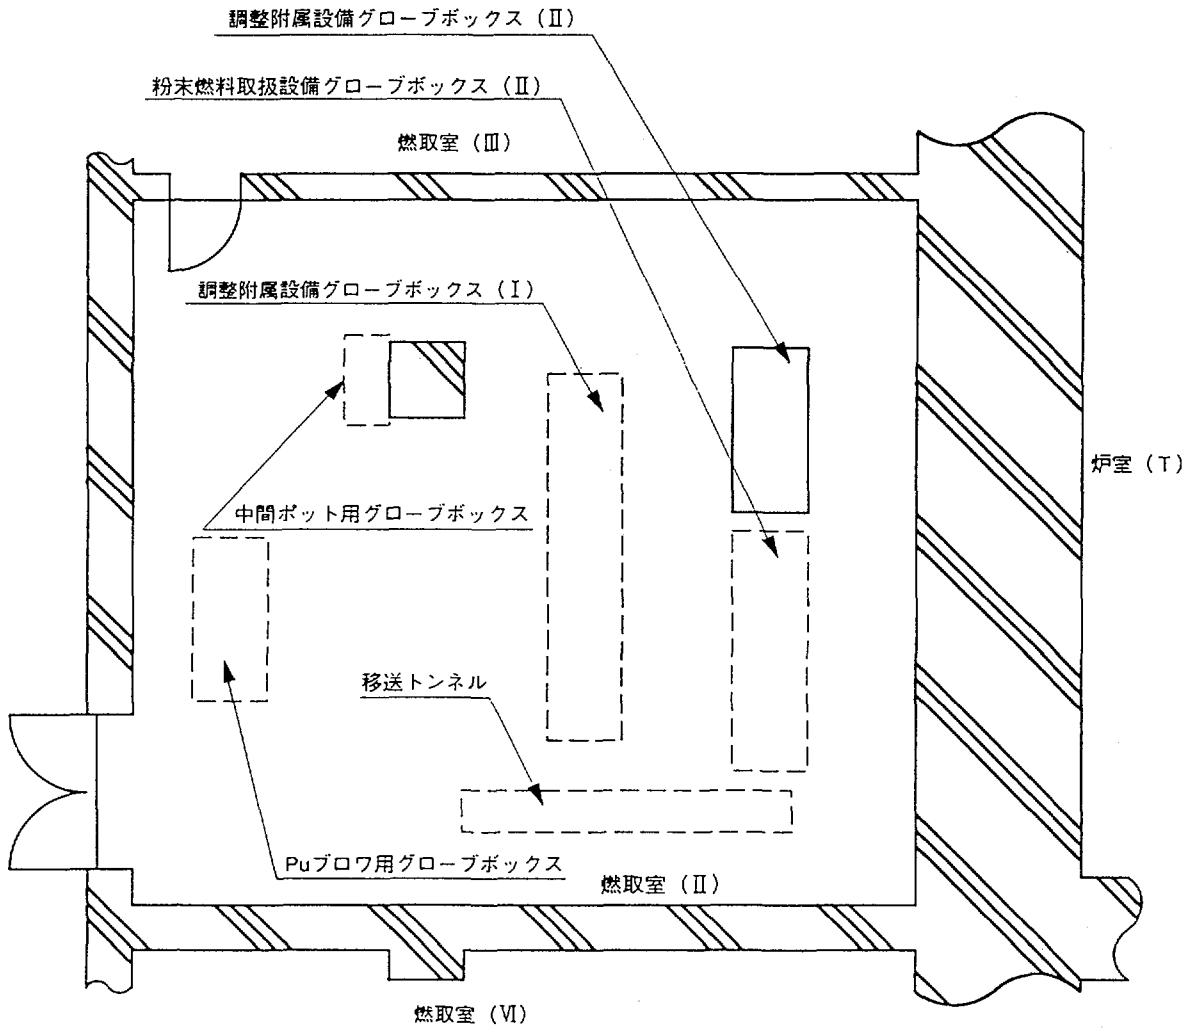 調整附属設備グローブボックス (Ⅱ)
粉末燃料取扱設備グローブボックス (Ⅱ)
燃取室 (Ⅲ)
調整附属設備グローブボックス (Ⅰ)
炉室 (T)
中間ポット用グローブボックス
移送トンネル
Puブロワ用グローブボックス
燃取室 (Ⅱ)
燃取室 (Ⅵ)